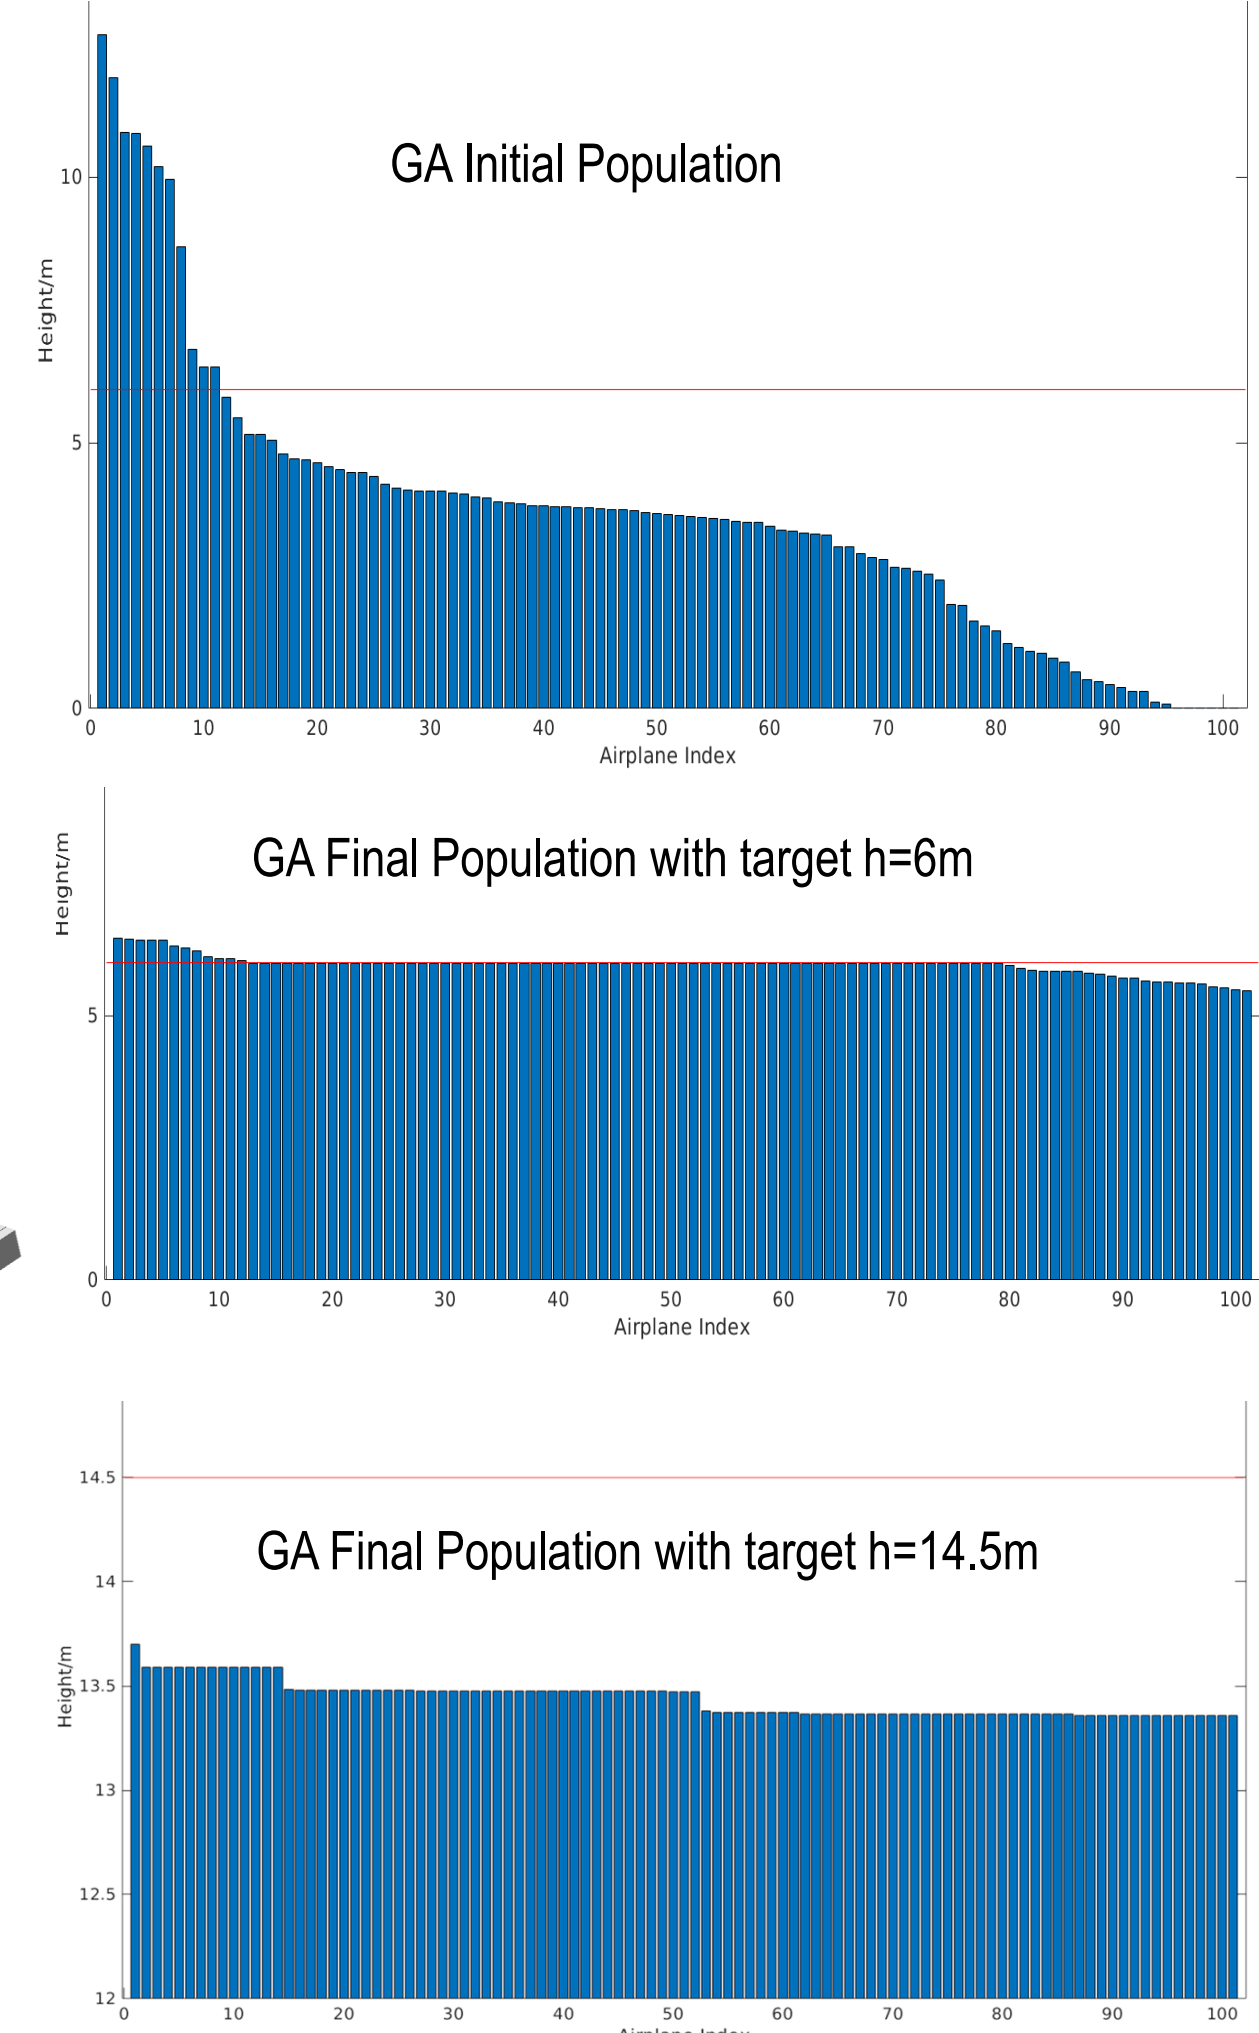 GA Initial Population
10
5
0
Height/m
0 10 20 30 40 50 60 70 80 90 100
Airplane Index
GA Final Population with target h=6m
Height/m
5
0
0 10 20 30 40 50 60 70 80 90 100
Airplane Index
14.5
GA Final Population with target h=14.5m
14
Height/m
13.5
13
12.5
12
0 10 20 30 40 50 60 70 80 90 100
Airplane Index